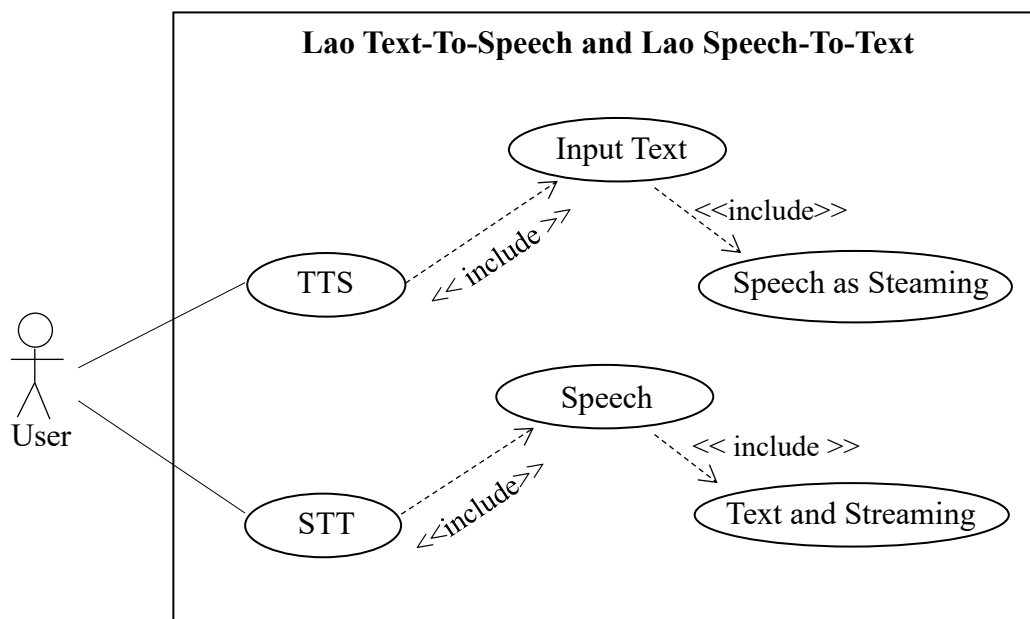 Lao Text-To-Speech and Lao Speech-To-Text
Input Text
<<include>>
<< include >>
TTS
Speech as Steaming
User
Speech
<< include >>
<<include>>
STT
Text and Streaming